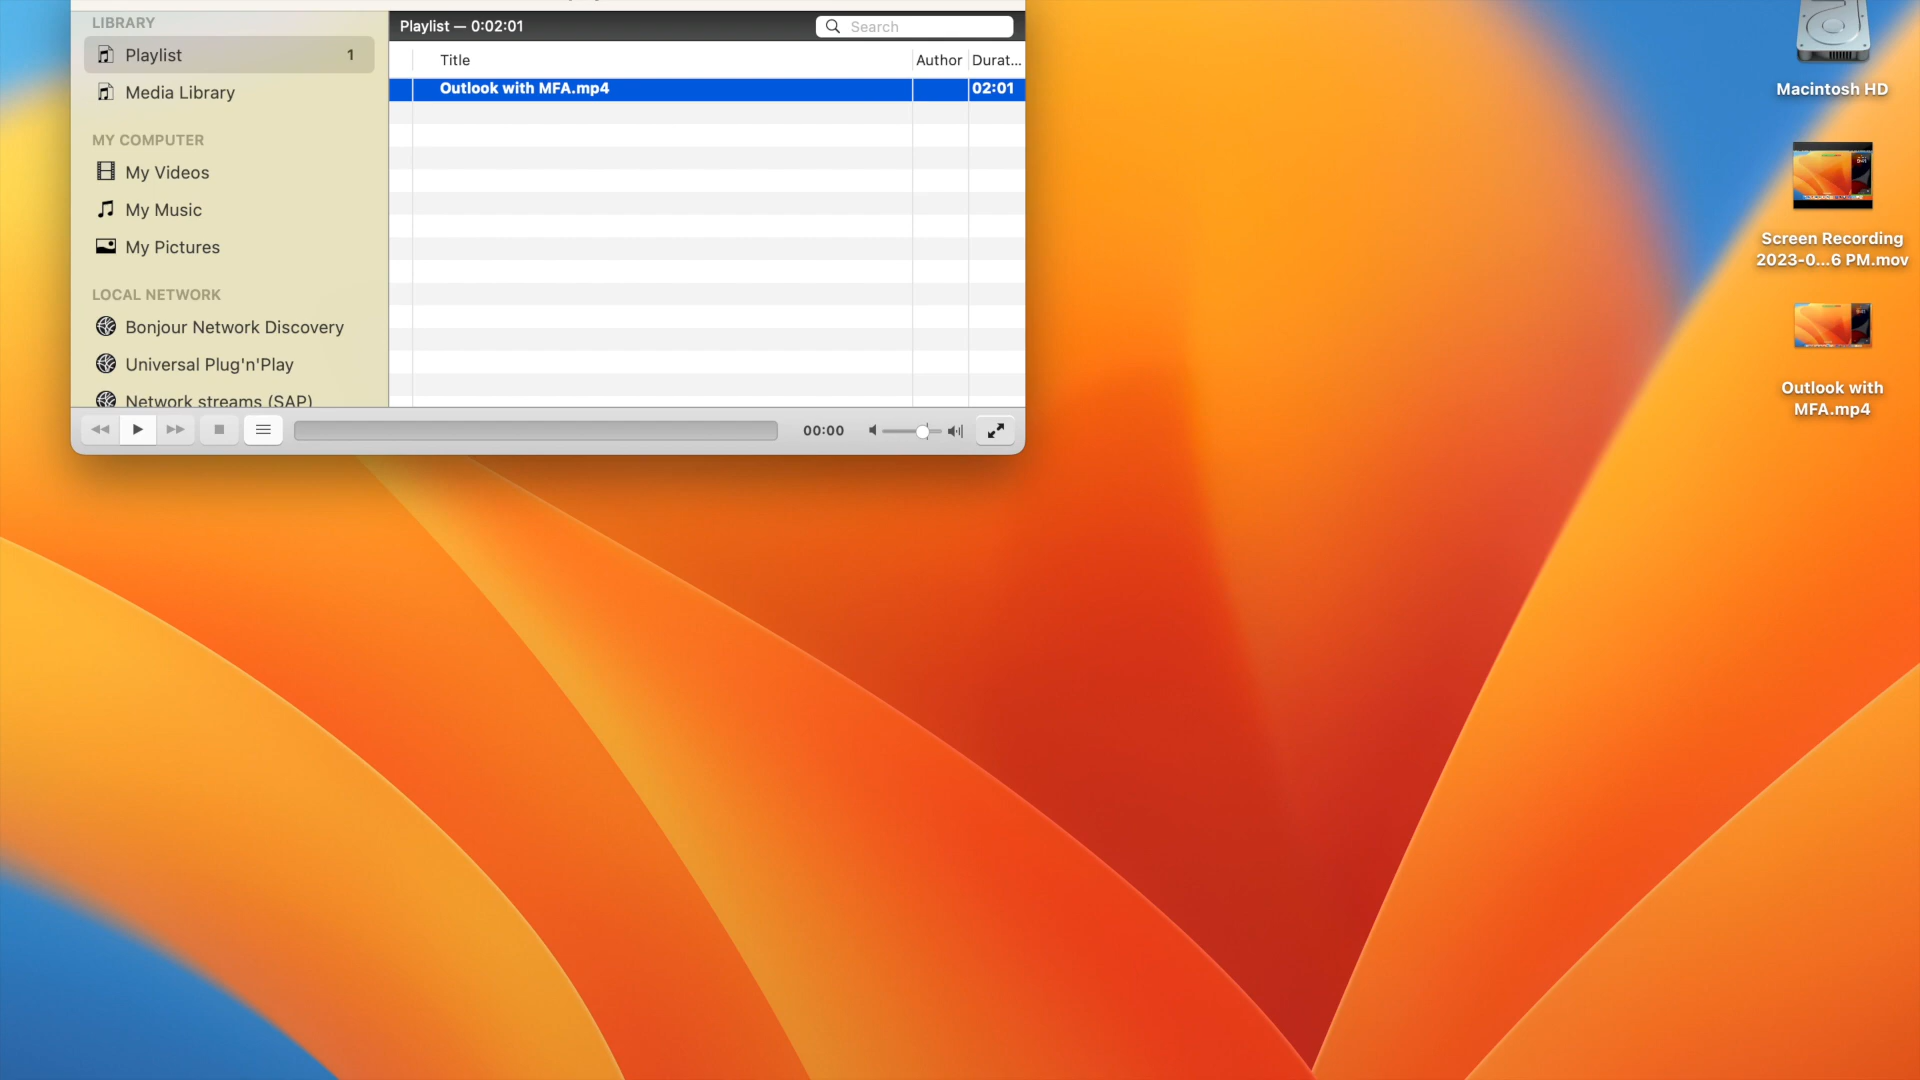 LIBRARY
Playlist 1
Media Library
MY COMPUTER
My Videos
My Music
My Pictures
LOCAL NETWORK
Bonjour Network Discovery
Universal Plug'n'Play
Network streams (SAP)
Playlist — 0:02:01
Search
Title Author Durat...
Outlook with MFA.mp4 02:01
00:00
Macintosh HD
Screen Recording
2023-0...6 PM.mov
Outlook with
MFA.mp4